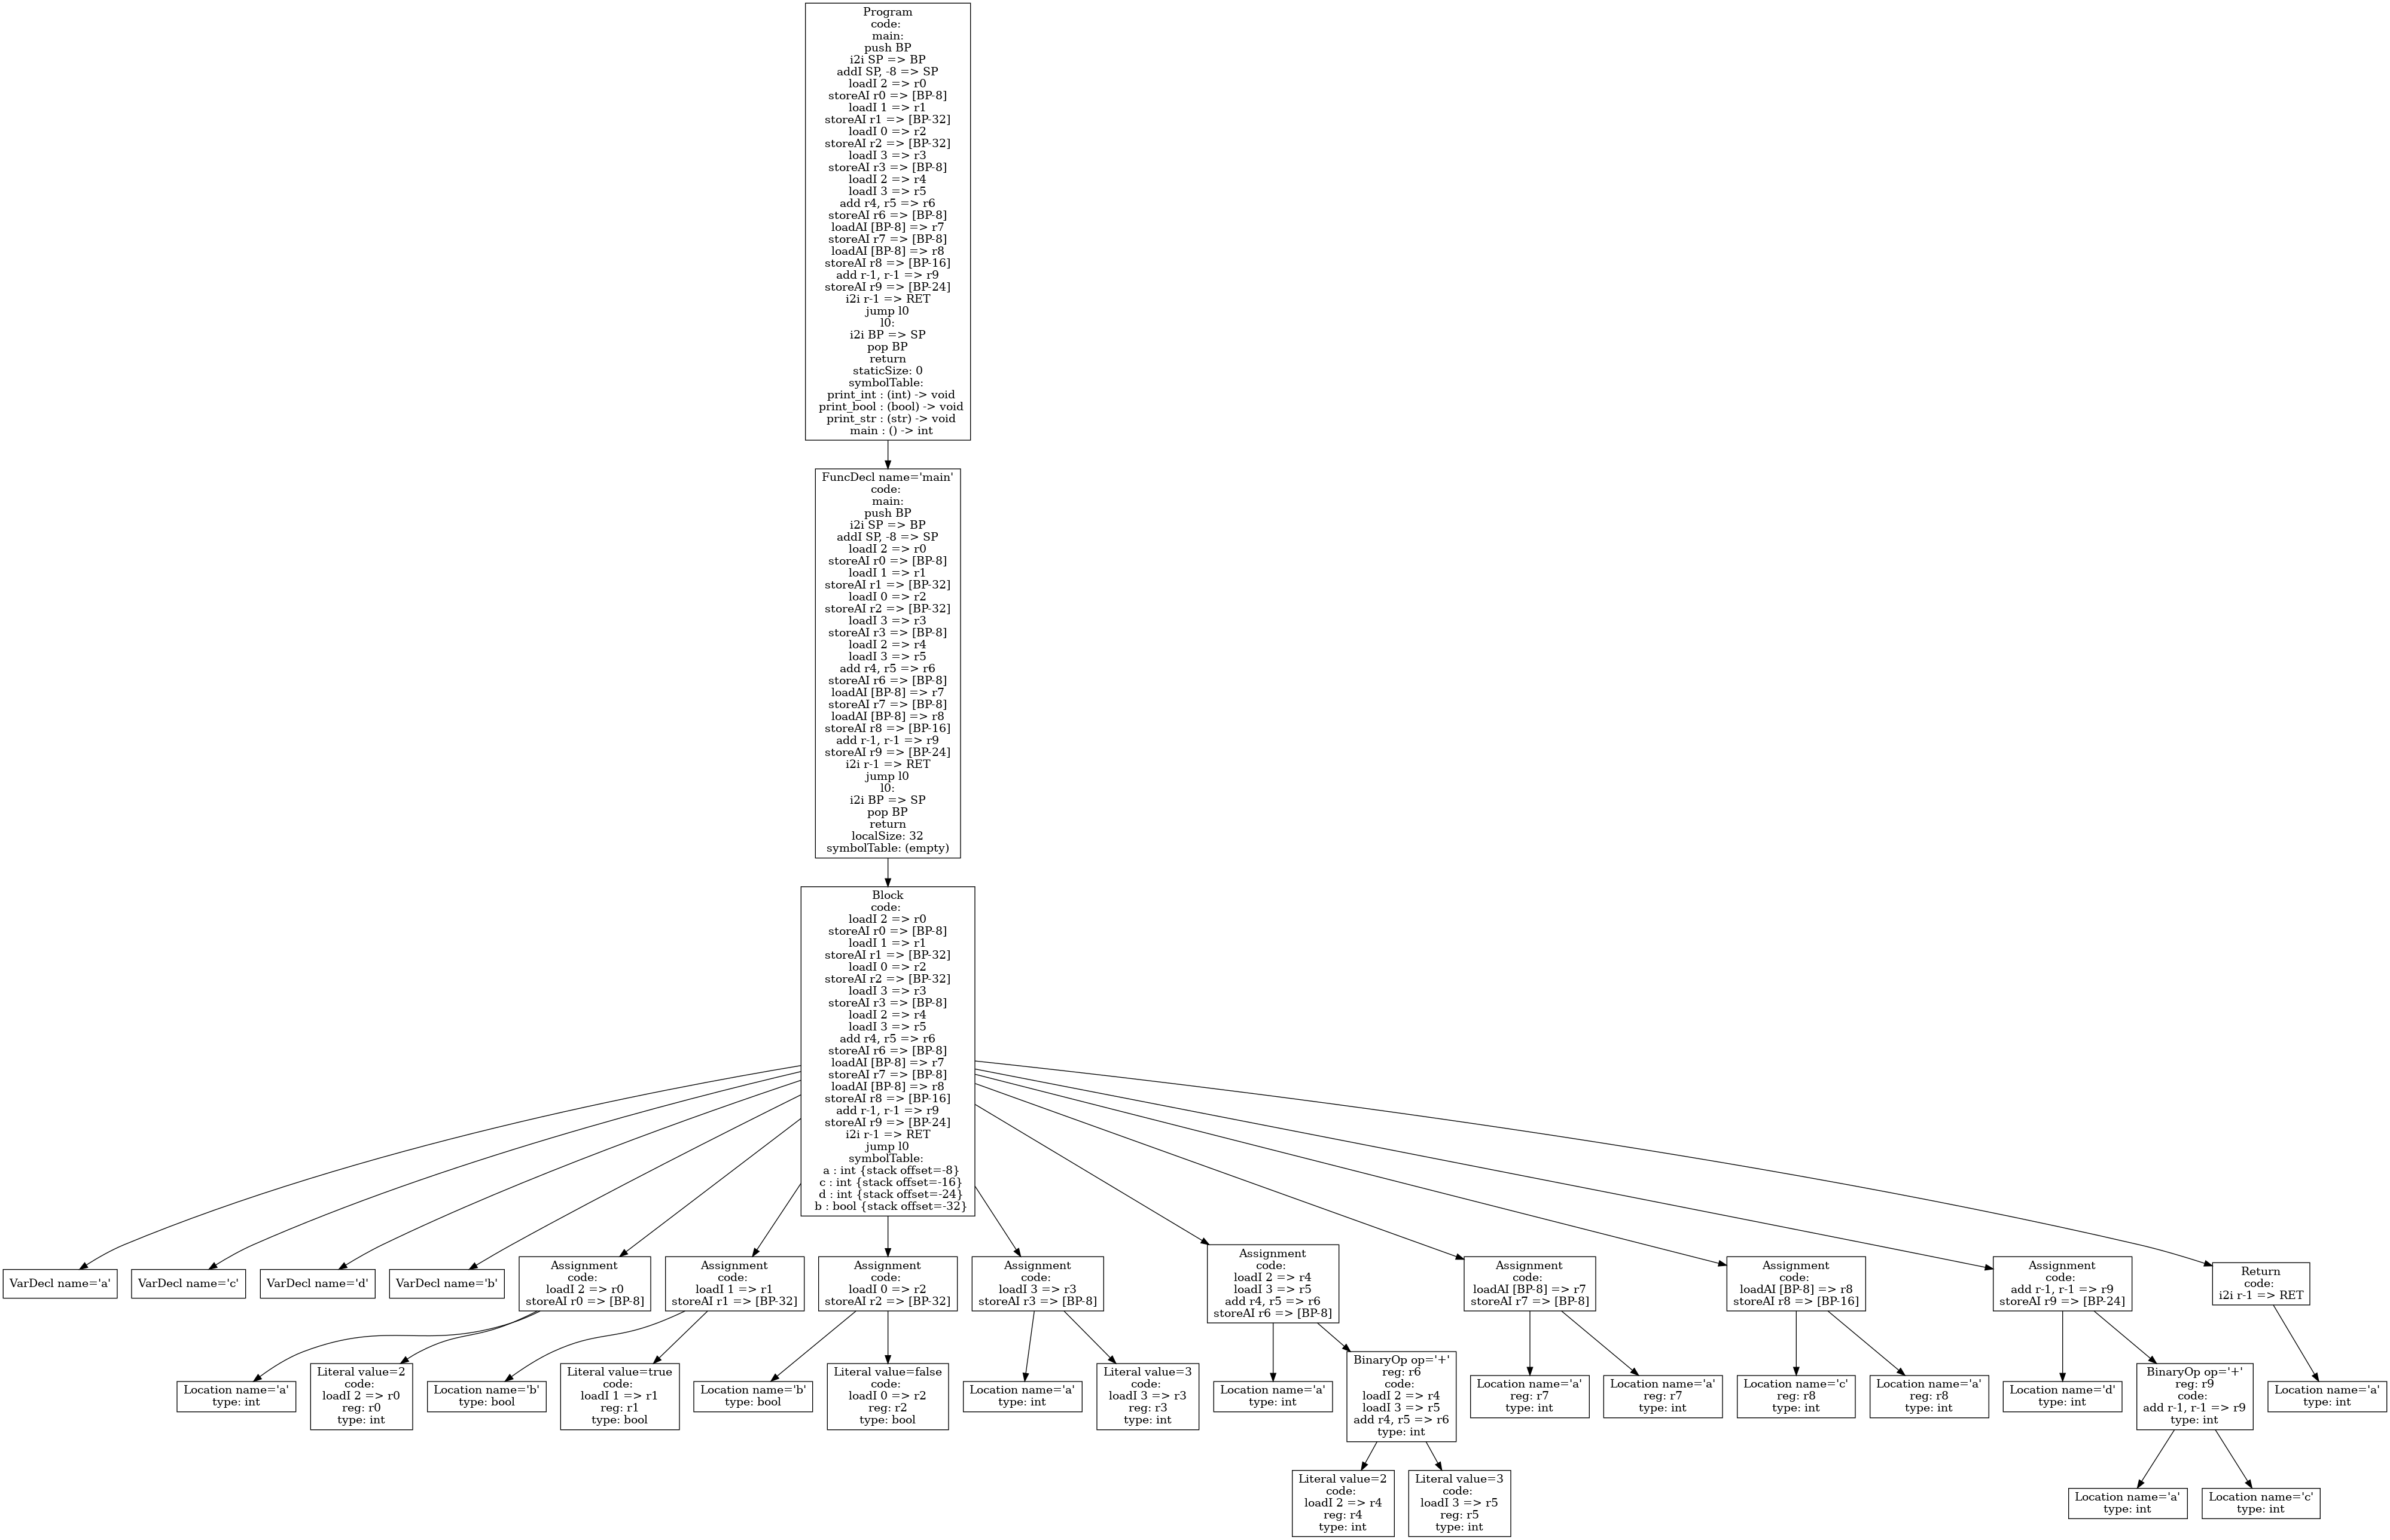 Program
code:
main:
push BP
i2i SP => BP
addI SP, -8 => SP
loadI 2 => r0
storeAI r0 => [BP-8]
loadI 1 => r1
storeAI r1 => [BP-32]
loadI 0 => r2
storeAI r2 => [BP-32]
loadI 3 => r3
storeAI r3 => [BP-8]
loadI 2 => r4
loadI 3 => r5
add r4, r5 => r6
storeAI r6 => [BP-8]
loadAI [BP-8] => r7
storeAI r7 => [BP-8]
loadAI [BP-8] => r8
storeAI r8 => [BP-16]
add r-1, r-1 => r9
storeAI r9 => [BP-24]
i2i r-1 => RET
jump l0
l0:
i2i BP => SP
pop BP
return
staticSize: 0
symbolTable:
print_int : (int) -> void
print_bool : (bool) -> void
print_str : (str) -> void
main : () -> int
FuncDecl name='main'
code:
main:
push BP
i2i SP => BP
addI SP, -8 => SP
loadI 2 => r0
storeAI r0 => [BP-8]
loadI 1 => r1
storeAI r1 => [BP-32]
loadI 0 => r2
storeAI r2 => [BP-32]
loadI 3 => r3
storeAI r3 => [BP-8]
loadI 2 => r4
loadI 3 => r5
add r4, r5 => r6
storeAI r6 => [BP-8]
loadAI [BP-8] => r7
storeAI r7 => [BP-8]
loadAI [BP-8] => r8
storeAI r8 => [BP-16]
add r-1, r-1 => r9
storeAI r9 => [BP-24]
i2i r-1 => RET
jump l0
l0:
i2i BP => SP
pop BP
return
localSize: 32
symbolTable: (empty)
Block
code:
loadI 2 => r0
storeAI r0 => [BP-8]
loadI 1 => r1
storeAI r1 => [BP-32]
loadI 0 => r2
storeAI r2 => [BP-32]
loadI 3 => r3
storeAI r3 => [BP-8]
loadI 2 => r4
loadI 3 => r5
add r4, r5 => r6
storeAI r6 => [BP-8]
loadAI [BP-8] => r7
storeAI r7 => [BP-8]
loadAI [BP-8] => r8
storeAI r8 => [BP-16]
add r-1, r-1 => r9
storeAI r9 => [BP-24]
i2i r-1 => RET
jump l0
symbolTable:
a : int {stack offset=-8}
c : int {stack offset=-16}
d : int {stack offset=-24}
b : bool {stack offset=-32}
VarDecl name='a'
VarDecl name='c'
VarDecl name='d'
VarDecl name='b'
Assignment
code:
loadI 2 => r0
storeAI r0 => [BP-8]
Assignment
code:
loadI 1 => r1
storeAI r1 => [BP-32]
Assignment
code:
loadI 0 => r2
storeAI r2 => [BP-32]
Assignment
code:
loadI 3 => r3
storeAI r3 => [BP-8]
Assignment
code:
loadI 2 => r4
loadI 3 => r5
add r4, r5 => r6
storeAI r6 => [BP-8]
Assignment
code:
loadAI [BP-8] => r7
storeAI r7 => [BP-8]
Assignment
code:
loadAI [BP-8] => r8
storeAI r8 => [BP-16]
Assignment
code:
add r-1, r-1 => r9
storeAI r9 => [BP-24]
Return
code:
i2i r-1 => RET
Location name='a'
type: int
Literal value=2
code:
loadI 2 => r0
reg: r0
type: int
Location name='b'
type: bool
Literal value=true
code:
loadI 1 => r1
reg: r1
type: bool
Location name='b'
type: bool
Literal value=false
code:
loadI 0 => r2
reg: r2
type: bool
Location name='a'
type: int
Literal value=3
code:
loadI 3 => r3
reg: r3
type: int
Location name='a'
type: int
BinaryOp op='+'
reg: r6
code:
loadI 2 => r4
loadI 3 => r5
add r4, r5 => r6
type: int
Location name='a'
reg: r7
type: int
Location name='a'
reg: r7
type: int
Location name='c'
reg: r8
type: int
Location name='a'
reg: r8
type: int
Location name='d'
type: int
BinaryOp op='+'
reg: r9
code:
add r-1, r-1 => r9
type: int
Location name='a'
type: int
Literal value=2
code:
loadI 2 => r4
reg: r4
type: int
Literal value=3
code:
loadI 3 => r5
reg: r5
type: int
Location name='a'
type: int
Location name='c'
type: int